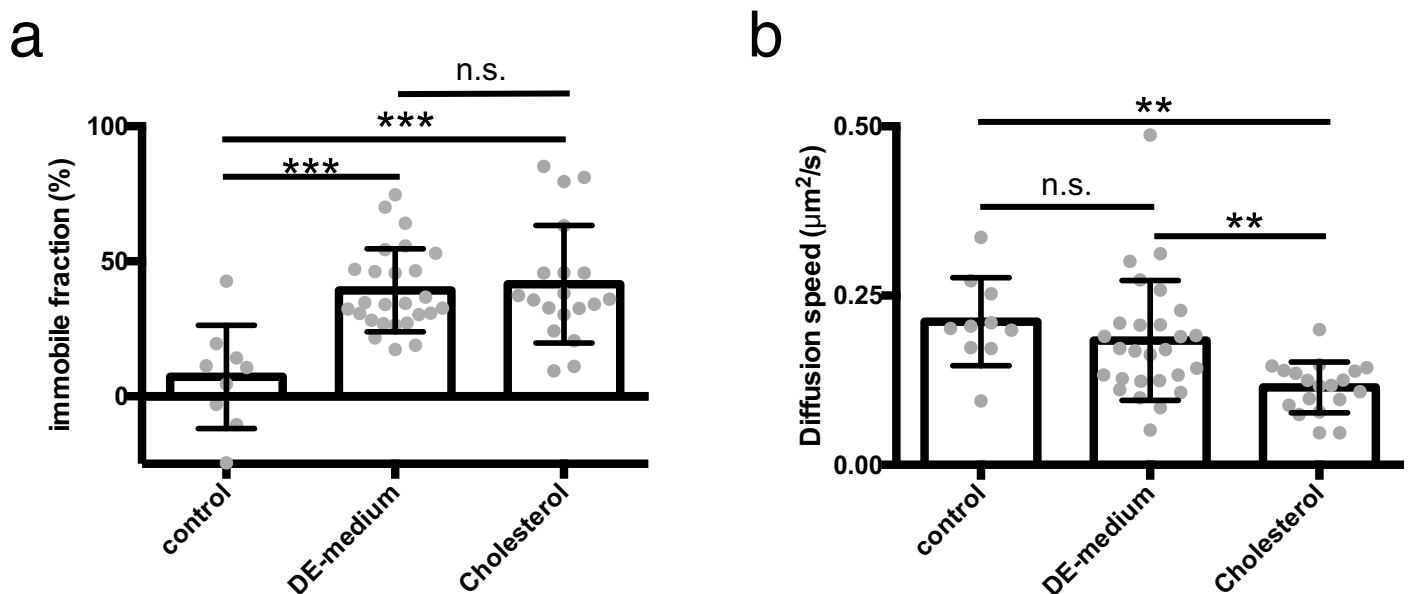 a
n.s.
***
***
100
50
0
immobile fraction (%)
control
DE-medium
Cholesterol
b
**
n.s.
**
0.50
0.25
0.00
Diffusion speed (μm²/s)
control
DE-medium
Cholesterol